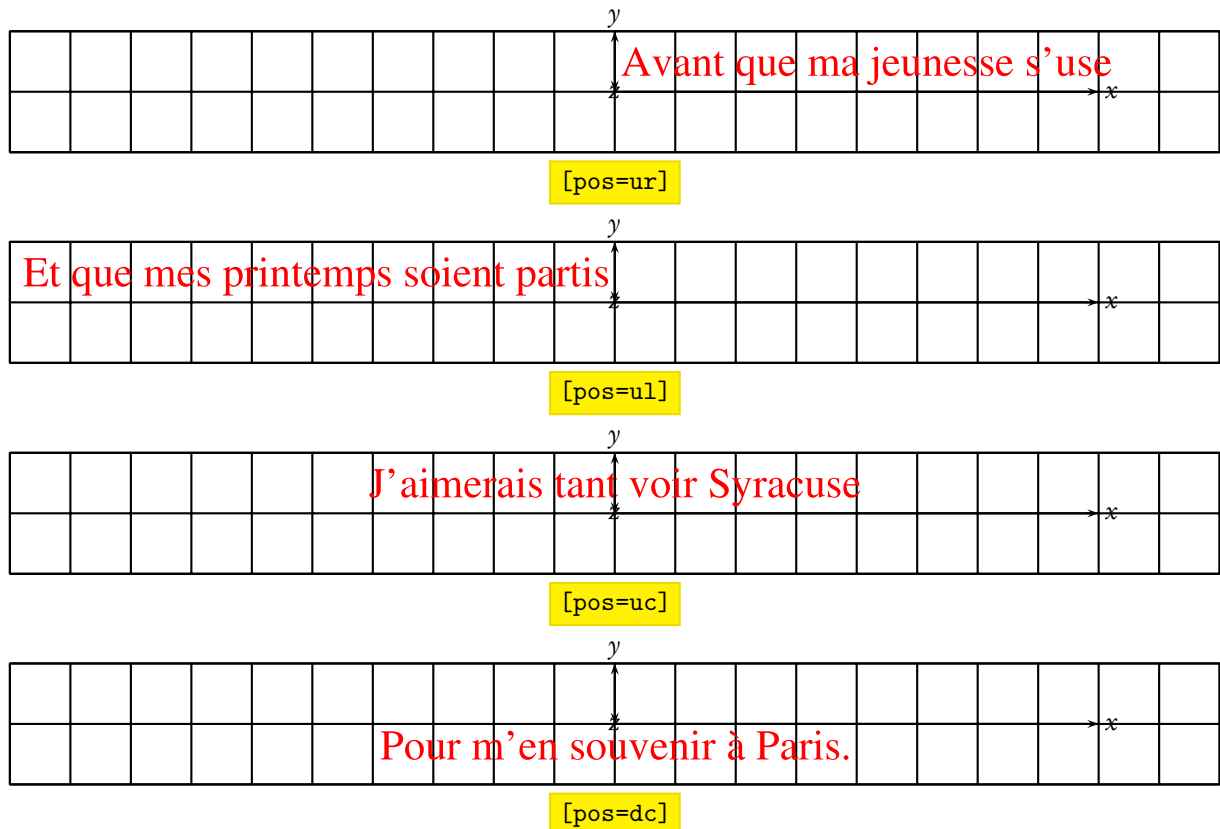 y
Avant que ma jeunesse s’use
z x
[pos=ur]
y
Et que mes printemps soient partis
z x
[pos=ul]
y
J’aimerais tant voir Syracuse
z x
[pos=uc]
y
z x
Pour m’en souvenir à Paris.
[pos=dc]